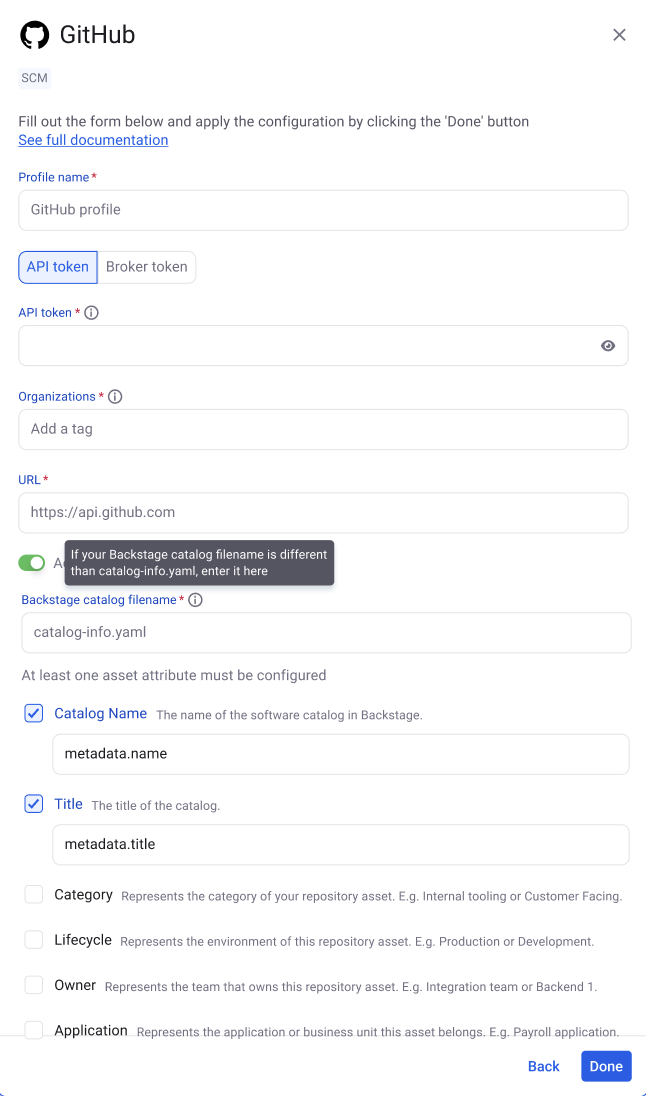 GitHub
SCM
Fill out the form below and apply the configuration by clicking the 'Done' button
See full documentation
Profile name*
GitHub profile
API token Broker token
API token *
Organizations *
Add a tag
URL*
https://api.github.com
If your Backstage catalog filename is different
than catalog-info.yaml, enter it here
Backstage catalog filename *
catalog-info.yaml
At least one asset attribute must be configured
Catalog Name The name of the software catalog in Backstage.
metadata.name
Title The title of the catalog.
metadata.title
Category Represents the category of your repository asset. E.g. Internal tooling or Customer Facing.
Lifecycle Represents the environment of this repository asset. E.g. Production or Development.
Owner Represents the team that owns this repository asset. E.g. Integration team or Backend 1.
Application Represents the application or business unit this asset belongs. E.g. Payroll application.
Back Done